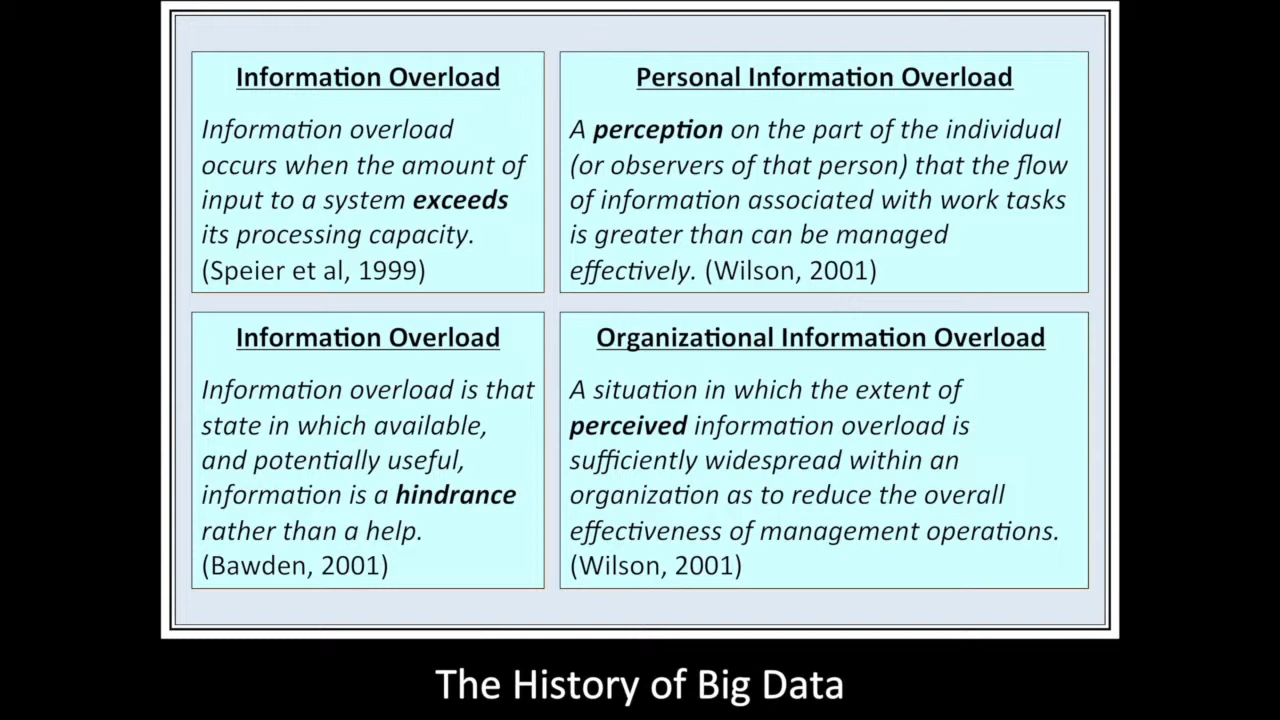 Information Overload
Information overload
occurs when the amount of
input to a system exceeds
its processing capacity.
(Speier et al, 1999)
Personal Information Overload
A perception on the part of the individual
(or observers of that person) that the flow
of information associated with work tasks
is greater than can be managed
effectively. (Wilson, 2001)
Information Overload
Information overload is that
state in which available,
and potentially useful,
information is a hindrance
rather than a help.
(Bawden, 2001)
Organizational Information Overload
A situation in which the extent of
perceived information overload is
sufficiently widespread within an
organization as to reduce the overall
effectiveness of management operations.
(Wilson, 2001)
The History of Big Data